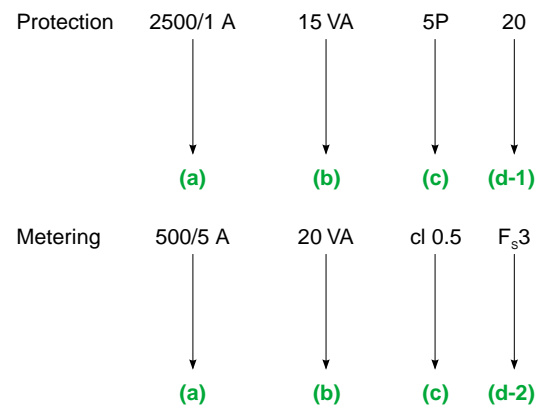 Protection 2500/1 A 15 VA 5P 20
(a) (b) (c) (d-1)
Metering 500/5 A 20 VA cl 0.5 Fs3
(a) (b) (c) (d-2)